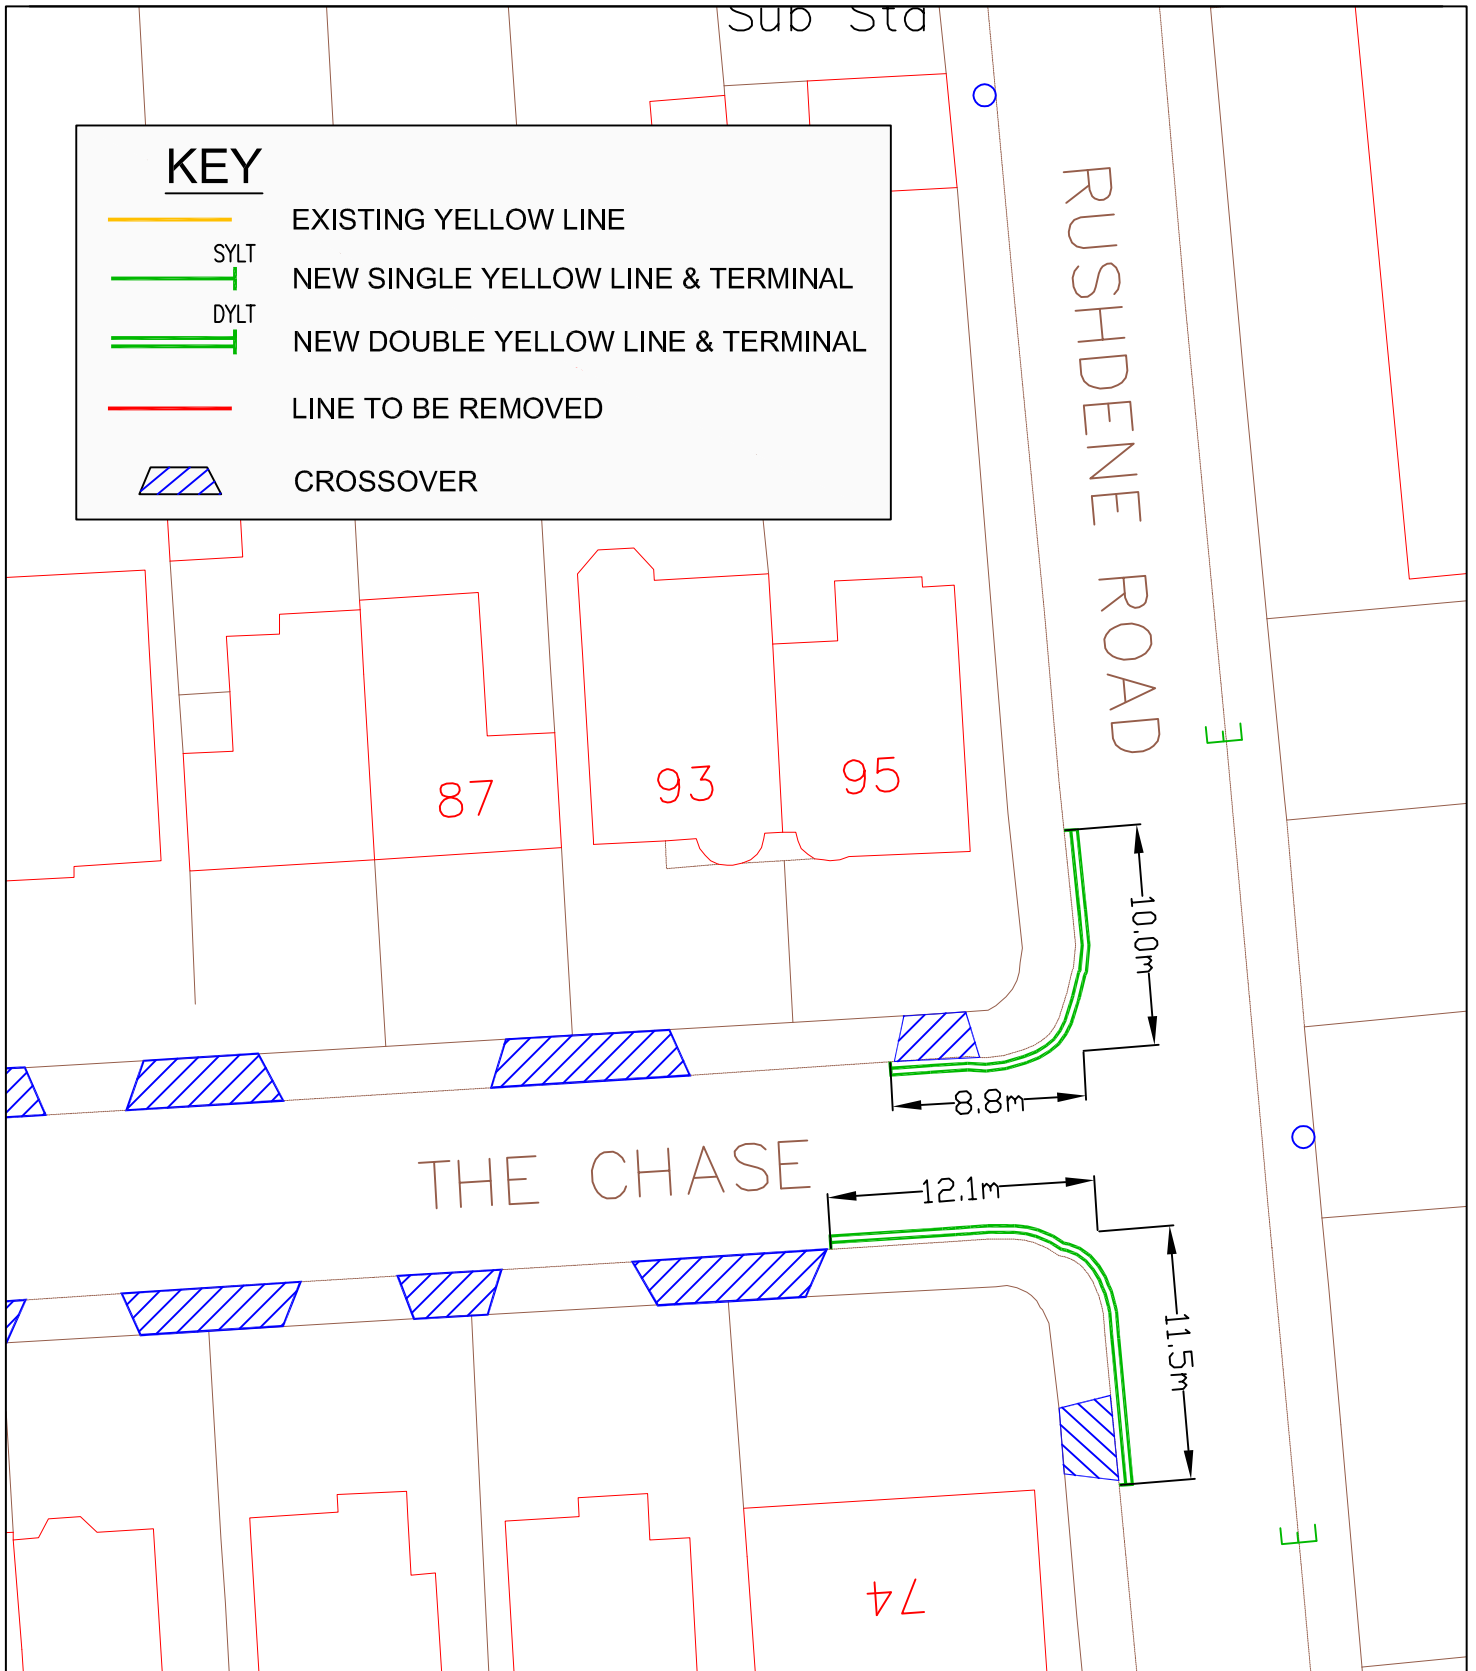 Sub Sta
KEY
EXISTING YELLOW LINE
SYLT
NEW SINGLE YELLOW LINE & TERMINAL
DYLT
NEW DOUBLE YELLOW LINE & TERMINAL
LINE TO BE REMOVED
CROSSOVER
RUSHDENE ROAD
E
87
93
95
10.0m
8.8m
THE CHASE
12.1m
11.5m
E
74